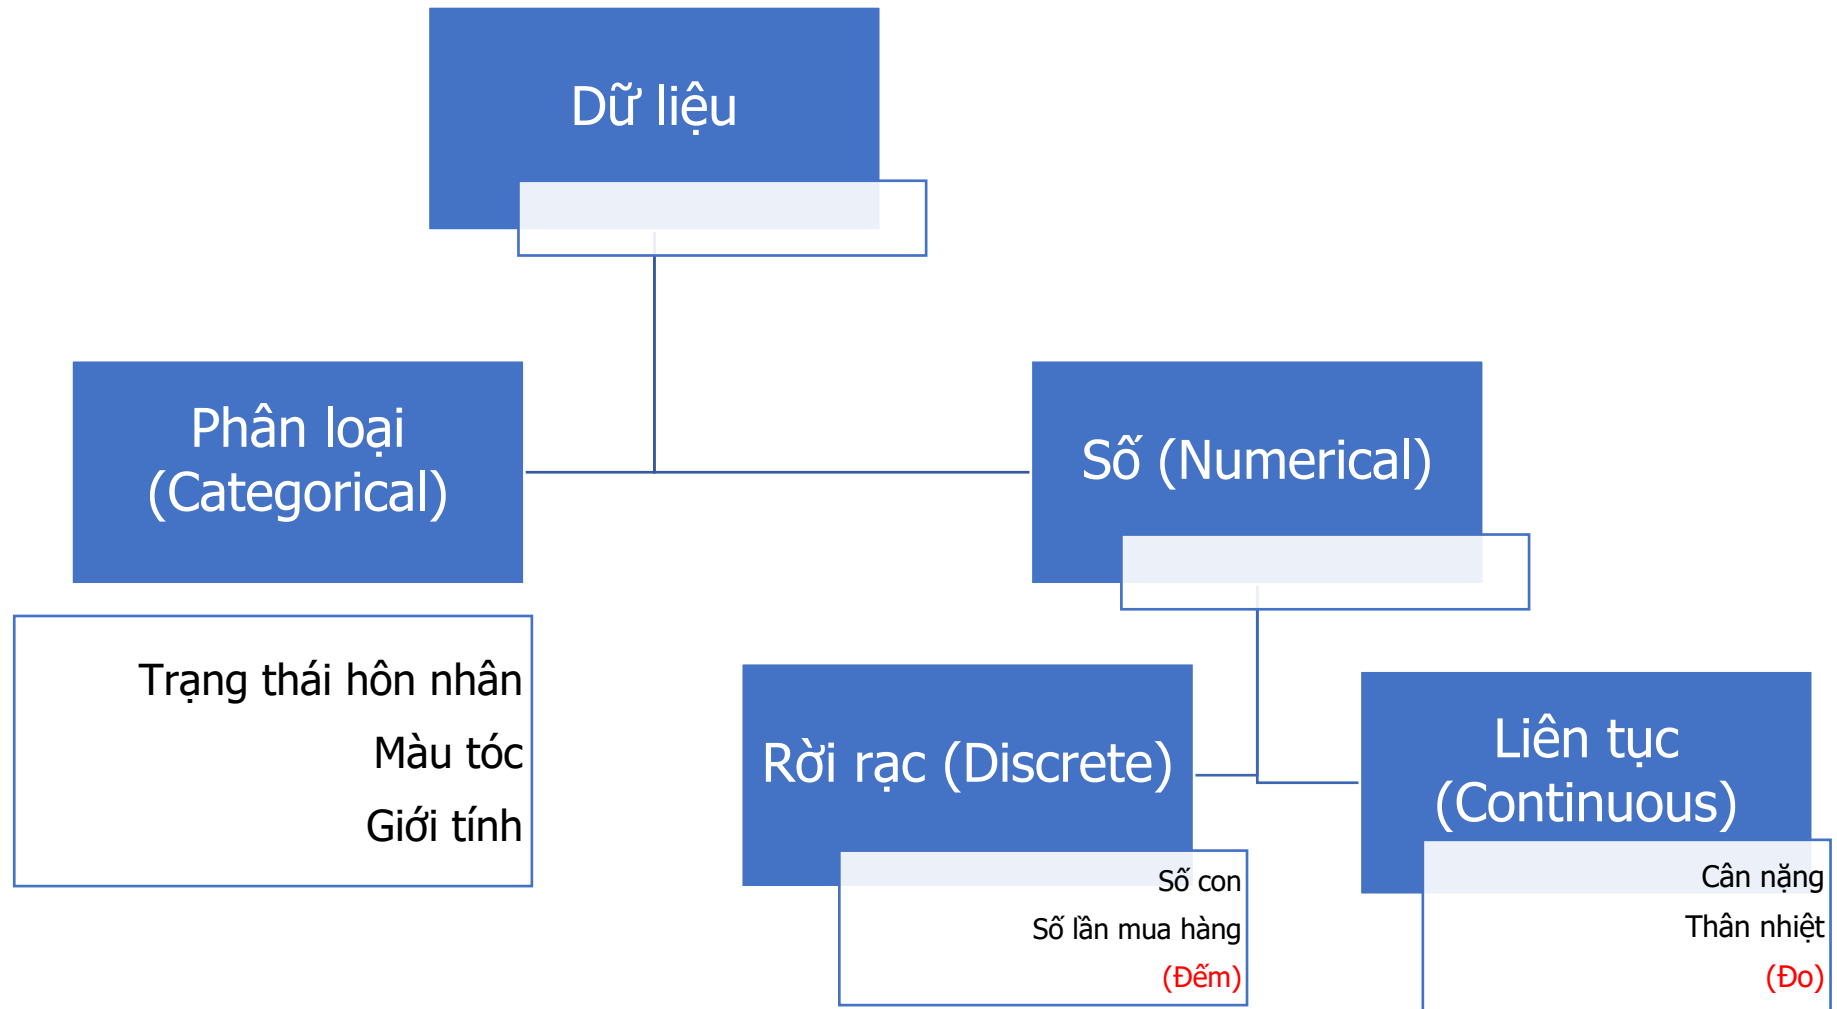 Dữ liệu
Phân loại
(Categorical)
Số (Numerical)
Trạng thái hôn nhân
Màu tóc
Giới tính
Rời rạc (Discrete)
Số con
Số lần mua hàng
(Đếm)
Liên tục
(Continuous)
Cân nặng
Thân nhiệt
(Đo)